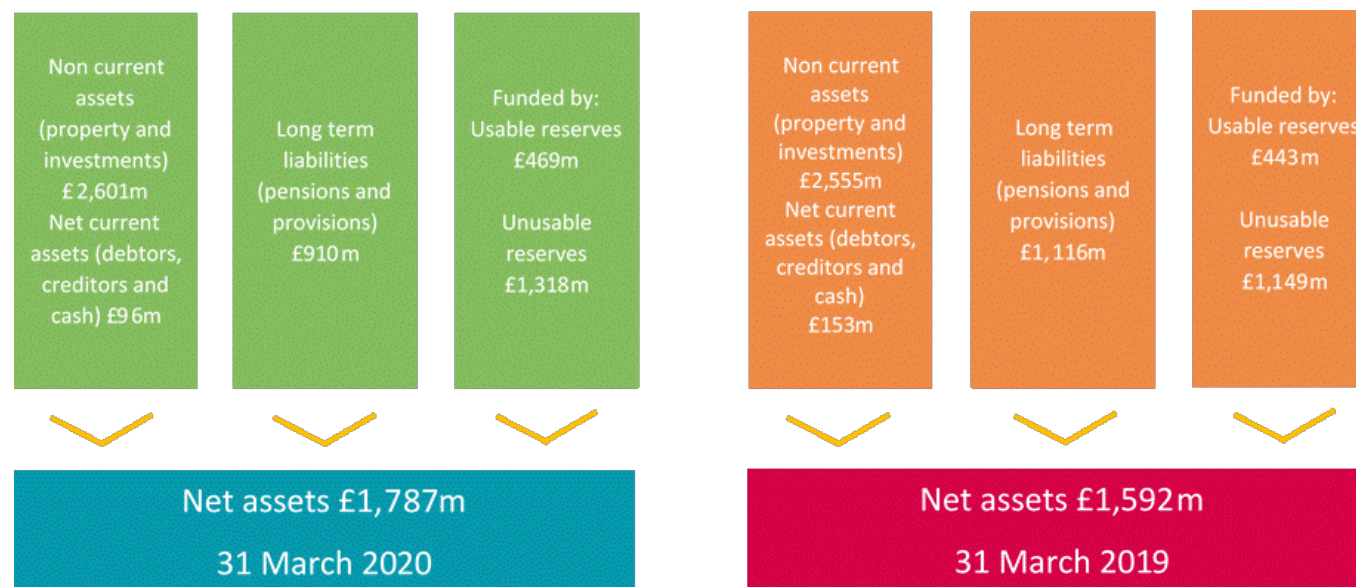 Non current
assets
(property and
investments)
£2,601m
Net current
assets (debtors,
creditors and
cash) £96m
Long term
liabilities
(pensions and
provisions)
£910m
Funded by:
Usable reserves
£469m
Unusable
reserves
£1,318m
Net assets £1,787m
31 March 2020
Non current
assets
(property and
investments)
£2,555m
Net current
assets (debtors,
creditors and
cash)
£153m
Long term
liabilities
(pensions and
provisions)
£1,116m
Funded by:
Usable reserves
£443m
Unusable
reserves
£1,149m
Net assets £1,592m
31 March 2019